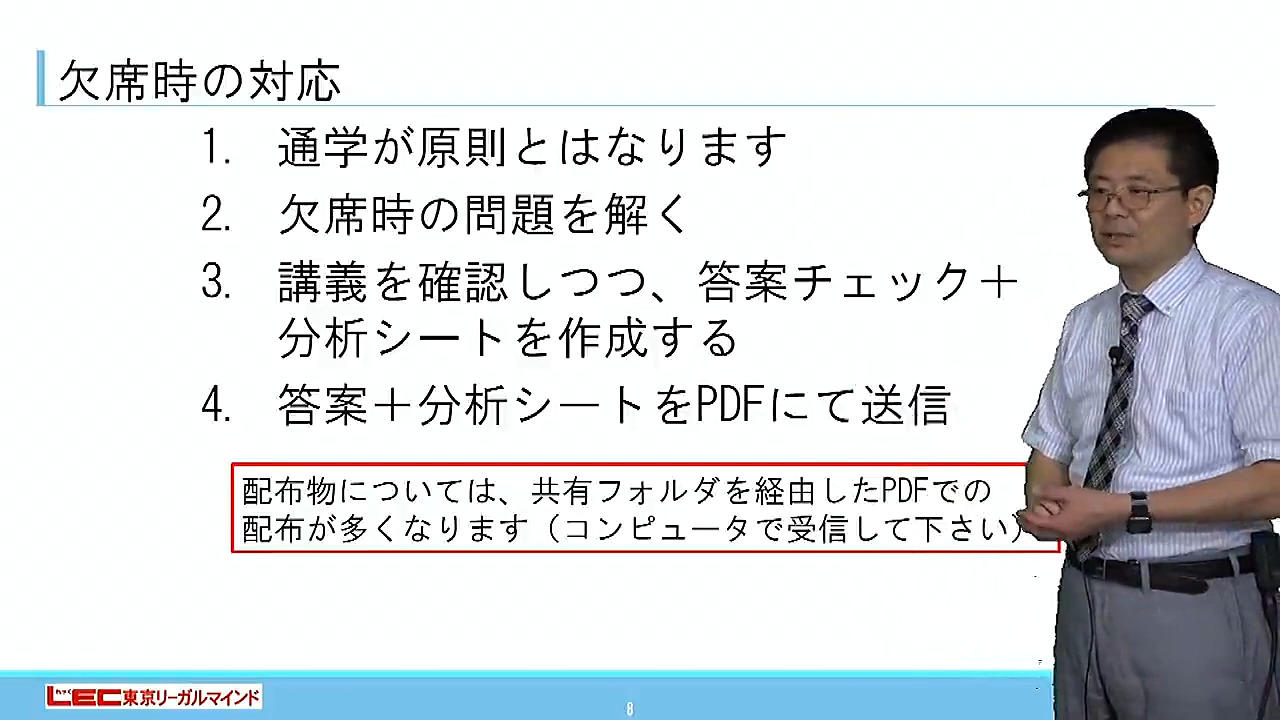 欠席時の対応
1. 通学が原則とはなります
2. 欠席時の問題を解く
3. 講義を確認しつつ、答案チェック＋
分析シートを作成する
4. 答案＋分析シートをPDFにて送信
配布物については、共有フォルダを経由したPDFでの
配布が多くなります（コンピュータで受信して下さい）
LEC東京リーガルマインド
8